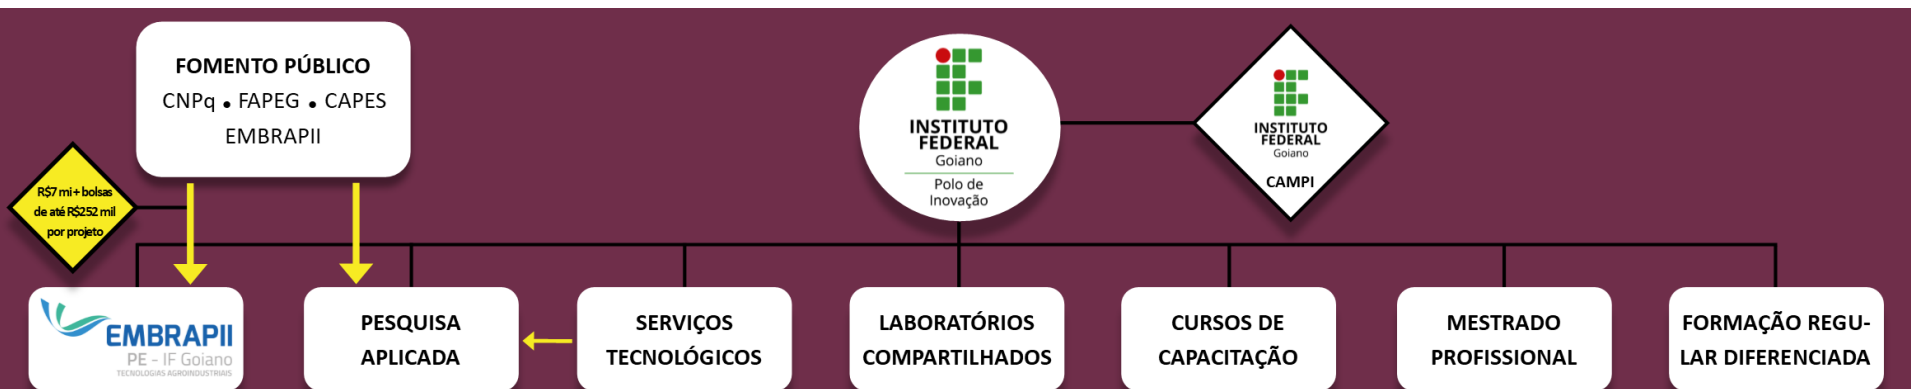 FOMENTO PÚBLICO
CNPq • FAPEG • CAPES
EMBRAPII
R$7 mi + bolsas
de até R$252 mil
por projeto
INSTITUTO
FEDERAL
Goiano
Polo de
Inovação
INSTITUTO
FEDERAL
Goiano
CAMPI
EMBRAPII
PE - IF Goiano
TECNOLOGIAS AGROINDUSTRIAIS
PESQUISA
APLICADA
SERVIÇOS
TECNOLÓGICOS
LABORATÓRIOS
COMPARTILHADOS
CURSOS DE
CAPACITAÇÃO
MESTRADO
PROFISSIONAL
FORMAÇÃO REGU-
LAR DIFERENCIADA